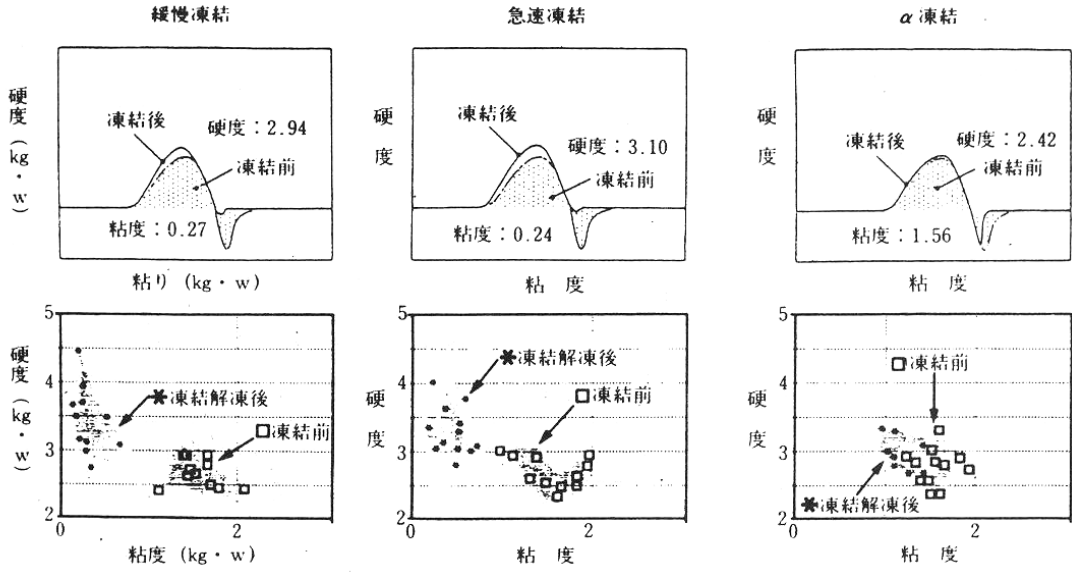 緩慢凍結
急速凍結
α凍結
硬度(kg・w)
凍結後
硬度:2.94
凍結前
粘度:0.27
粘り(kg・w)
硬度
凍結後
硬度:3.10
凍結前
粘度:0.24
粘度
硬度
凍結後
硬度:2.42
凍結前
粘度:1.56
粘度
硬度(kg・w)
5
4
3
2
✱凍結解凍後
□凍結前
0
2
粘度(kg・w)
硬度
5
4
3
2
✱凍結解凍後
□凍結前
0
2
粘度
硬度
5
4
3
2
□凍結前
✱凍結解凍後
0
2
粘度